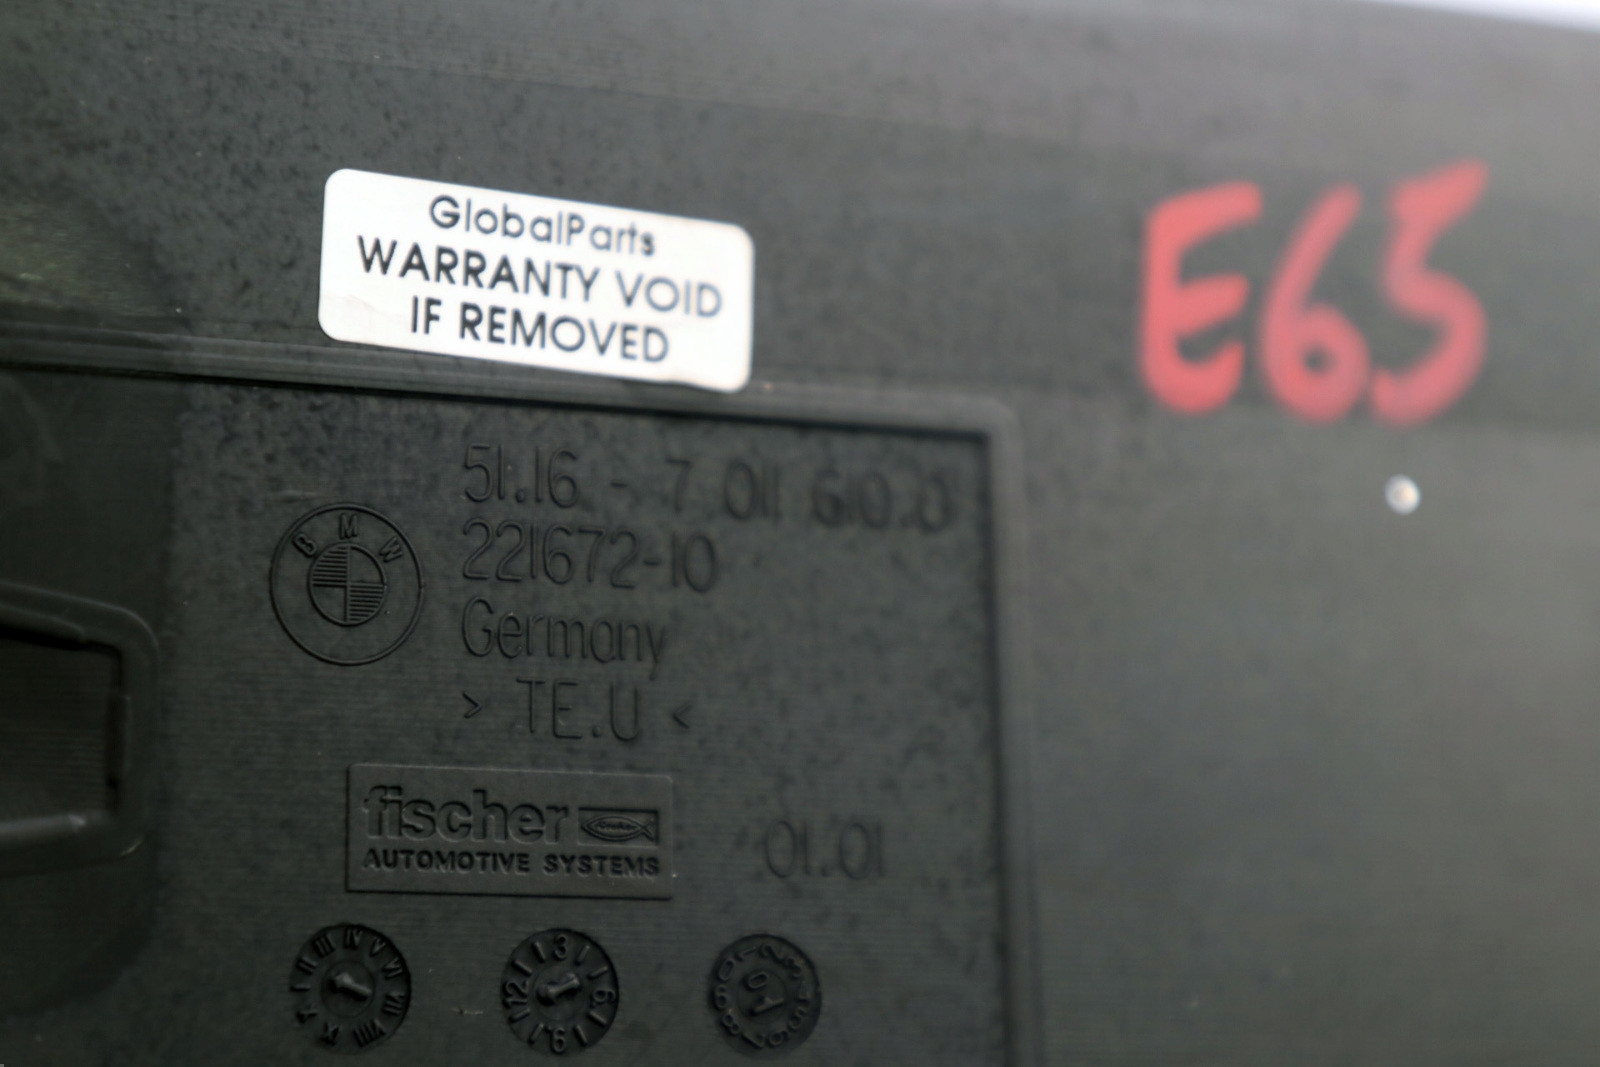 GlobalParts
WARRANTY VOID
IF REMOVED
E65
51.16 - 7 011 610.0
221672-10
BMW
Germany
> TE.U <
fischer
AUTOMOTIVE SYSTEMS
01.01